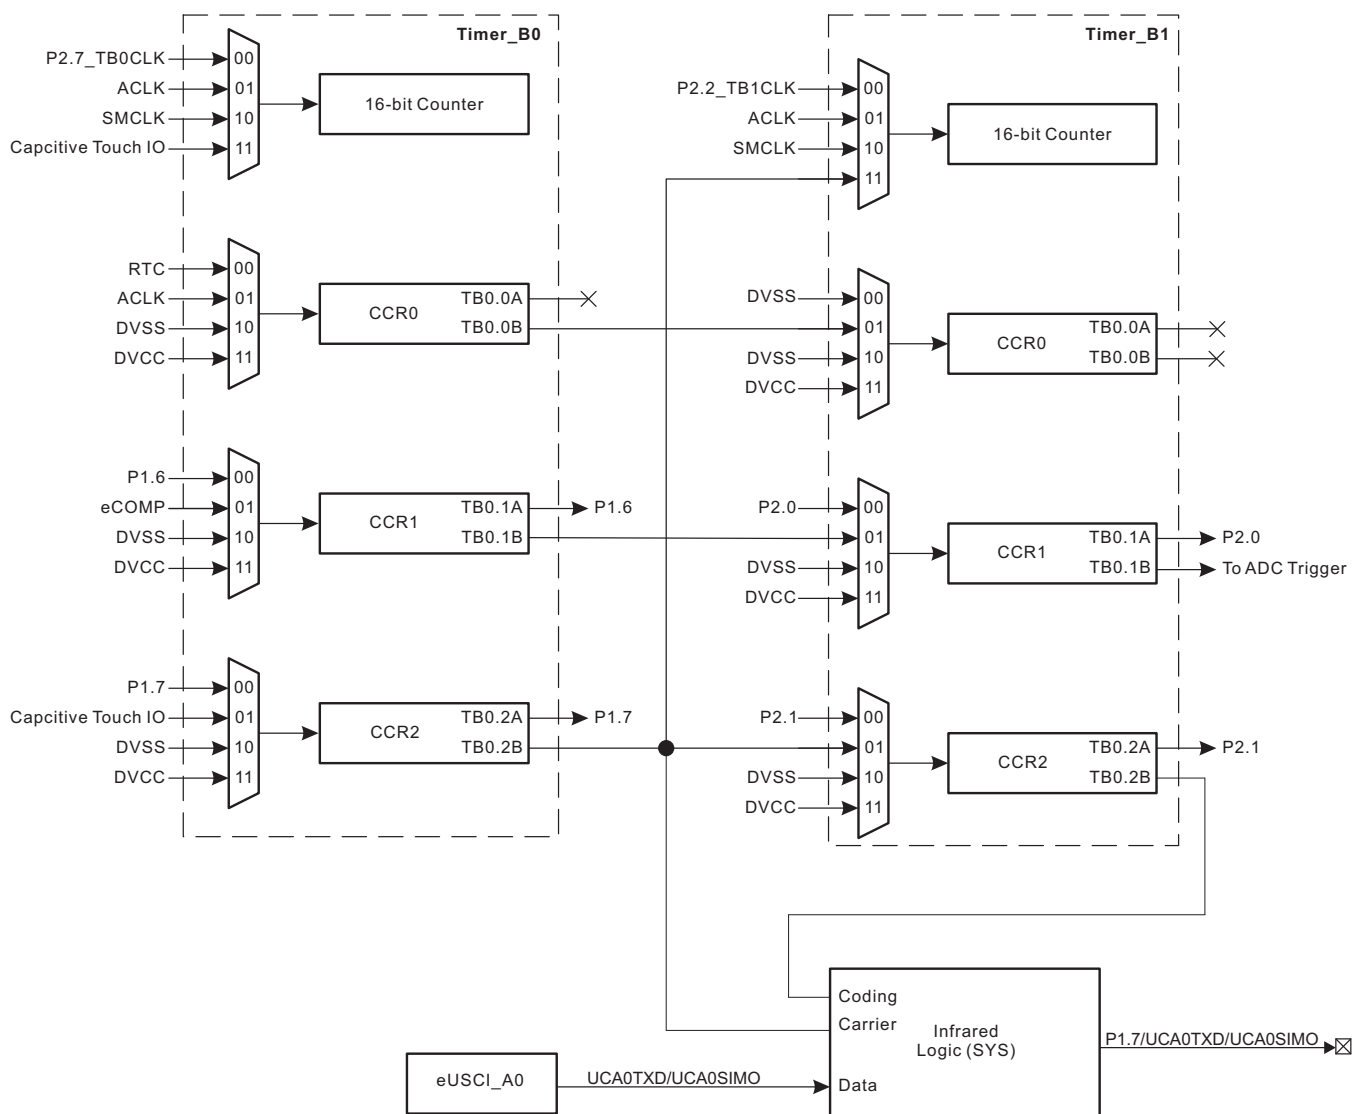 Timer_B0
P2.7_TB0CLK
00
ACLK
01
SMCLK
10
Capcitive Touch IO
11
16-bit Counter
RTC
00
ACLK
01
DVSS
10
DVCC
11
CCR0
TB0.0A
TB0.0B
P1.6
00
eCOMP
01
DVSS
10
DVCC
11
CCR1
TB0.1A
P1.6
TB0.1B
P1.7
00
Capcitive Touch IO
01
DVSS
10
DVCC
11
CCR2
TB0.2A
P1.7
TB0.2B
Timer_B1
P2.2_TB1CLK
00
ACLK
01
SMCLK
10
11
16-bit Counter
DVSS
00
01
DVSS
10
DVCC
11
CCR0
TB0.0A
TB0.0B
P2.0
00
01
DVSS
10
DVCC
11
CCR1
TB0.1A
P2.0
TB0.1B
To ADC Trigger
P2.1
00
01
DVSS
10
DVCC
11
CCR2
TB0.2A
P2.1
TB0.2B
Coding
Carrier
Data
Infrared
Logic (SYS)
P1.7/UCA0TXD/UCA0SIMO
eUSCI_A0
UCA0TXD/UCA0SIMO